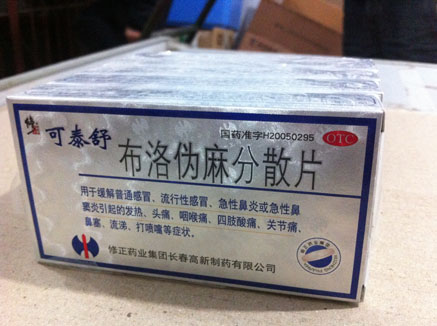 修正
可泰舒
国药准字H20050295
OTC
布洛伪麻分散片
用于缓解普通感冒、流行性感冒、急性鼻炎或急性鼻
窦炎引起的发热、头痛、咽喉痛、四肢酸痛、关节痛、
鼻塞、流涕、打喷嚏等症状。
修正药业集团长春高新制药有限公司